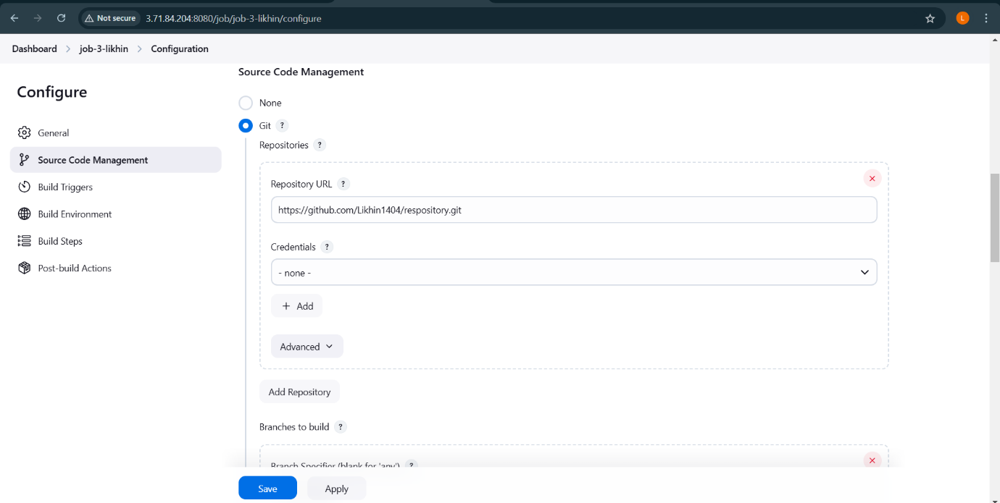 Not secure 3.71.84.204:8080/job/job-3-likhin/configure L
Dashboard > job-3-likhin > Configuration
Configure
General
Source Code Management
Build Triggers
Build Environment
Build Steps
Post-build Actions
Source Code Management
None
Git ?
Repositories ?
Repository URL ?
https://github.com/Likhin1404/respository.git
Credentials ?
- none -
+ Add
Advanced
Add Repository
Branches to build ?
Branch Specifier (blank for 'any') ?
Save Apply